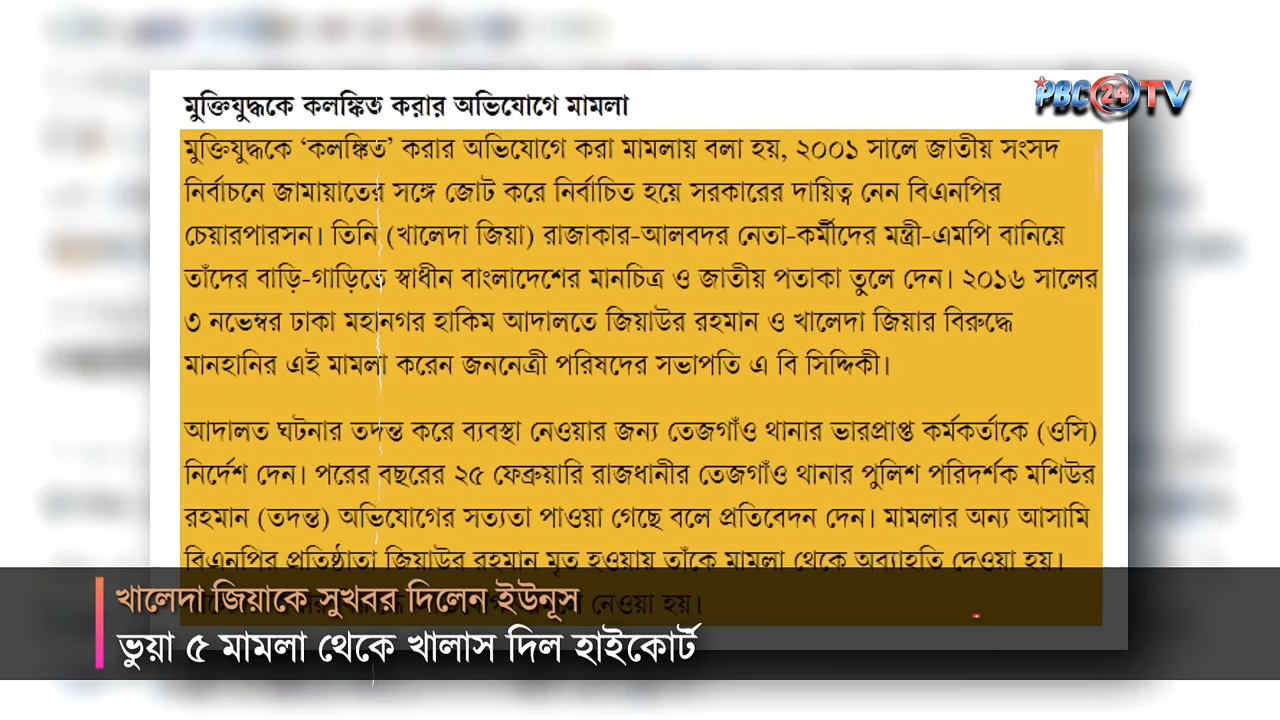 PBC 24 TV
মুক্তিযুদ্ধকে কলঙ্কিত করার অভিযোগে মামলা
মুক্তিযুদ্ধকে ‘কলঙ্কিত’ করার অভিযোগে করা মামলায় বলা হয়, ২০০১ সালে জাতীয় সংসদ
নির্বাচনে জামায়াতের সঙ্গে জোট করে নির্বাচিত হয়ে সরকারের দায়িত্ব নেন বিএনপির
চেয়ারপারসন। তিনি (খালেদা জিয়া) রাজাকার-আলবদর নেতা-কর্মীদের মন্ত্রী-এমপি বানিয়ে
তাঁদের বাড়ি-গাড়িতে স্বাধীন বাংলাদেশের মানচিত্র ও জাতীয় পতাকা তুলে দেন। ২০১৬ সালের
৩ নভেম্বর ঢাকা মহানগর হাকিম আদালতে জিয়াউর রহমান ও খালেদা জিয়ার বিরুদ্ধে
মানহানির এই মামলা করেন জননেত্রী পরিষদের সভাপতি এ বি সিদ্দিকী।
আদালত ঘটনার তদন্ত করে ব্যবস্থা নেওয়ার জন্য তেজগাঁও থানার ভারপ্রাপ্ত কর্মকর্তাকে (ওসি)
নির্দেশ দেন। পরের বছরের ২৫ ফেব্রুয়ারি রাজধানীর তেজগাঁও থানার পুলিশ পরিদর্শক মশিউর
রহমান (তদন্ত) অভিযোগের সত্যতা পাওয়া গেছে বলে প্রতিবেদন দেন। মামলার অন্য আসামি
বিএনপির প্রতিষ্ঠাতা জিয়াউর রহমান মৃত হওয়ায় তাঁকে মামলা থেকে অব্যাহতি দেওয়া হয়।
নেওয়া হয়।
খালেদা জিয়াকে সুখবর দিলেন ইউনূস
ভুয়া ৫ মামলা থেকে খালাস দিল হাইকোর্ট